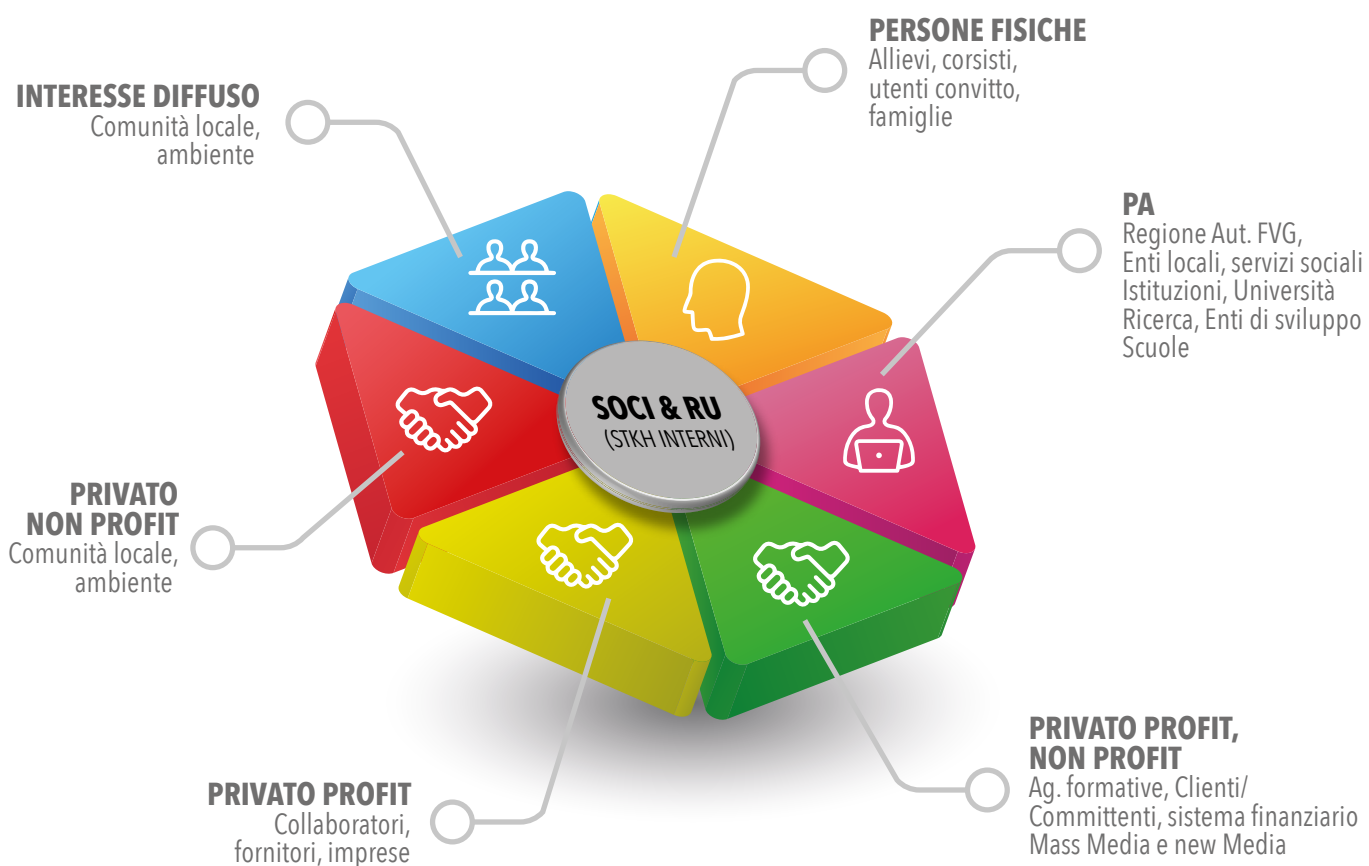 PERSONE FISICHE
Allievi, corsisti,
utenti convitto,
famiglie
INTERESSE DIFFUSO
Comunità locale,
ambiente
PA
Regione Aut. FVG,
Enti locali, servizi sociali
Istituzioni, Università
Ricerca, Enti di sviluppo
Scuole
SOCI & RU
(STKH INTERNI)
PRIVATO
NON PROFIT
Comunità locale,
ambiente
PRIVATO PROFIT,
NON PROFIT
Ag. formative, Clienti/
Committenti, sistema finanziario
Mass Media e new Media
PRIVATO PROFIT
Collaboratori,
fornitori, imprese